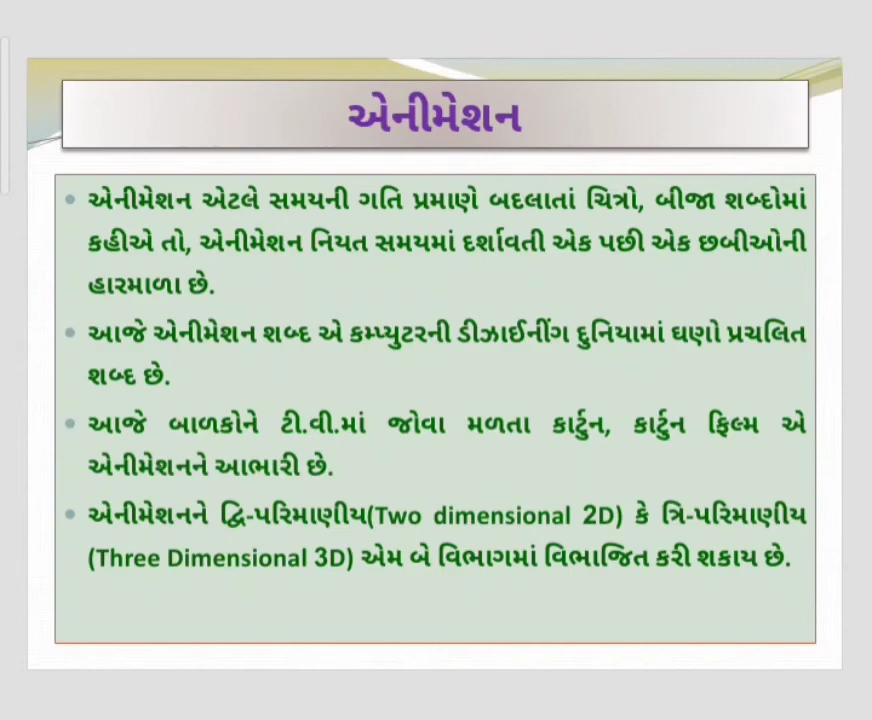 એનીમેશન
• એનીમેશન એટલે સમયની ગતિ પ્રમાણે બદલાતાં ચિત્રો, બીજા શબ્દોમાં
કહીએ તો, એનીમેશન નિયત સમયમાં દર્શાવતી એક પછી એક છબીઓની
હારમાળા છે.
• આજે એનીમેશન શબ્દ એ કમ્પ્યુટરની ડીઝાઈનીંગ દુનિયામાં ઘણો પ્રચલિત
શબ્દ છે.
• આજે બાળકોને ટી.વી.માં જોવા મળતા કાર્ટુન, કાર્ટુન ફિલ્મ એ
એનીમેશનને આભારી છે.
• એનીમેશનને દ્વિ-પરિમાણીય(Two dimensional 2D) કે ત્રિ-પરિમાણીય
(Three Dimensional 3D) એમ બે વિભાગમાં વિભાજિત કરી શકાય છે.